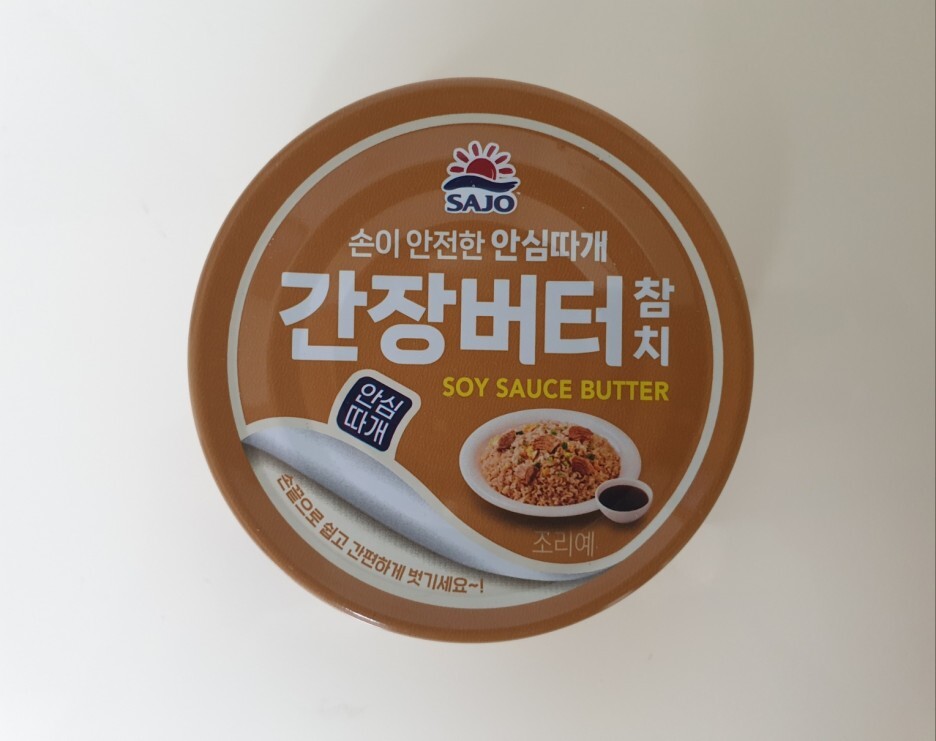 SAJO
손이 안전한 안심따개
간장버터 참치
SOY SAUCE BUTTER
안심
따개
조리예
손끝으로 쉽고 간편하게 벗기세요~!